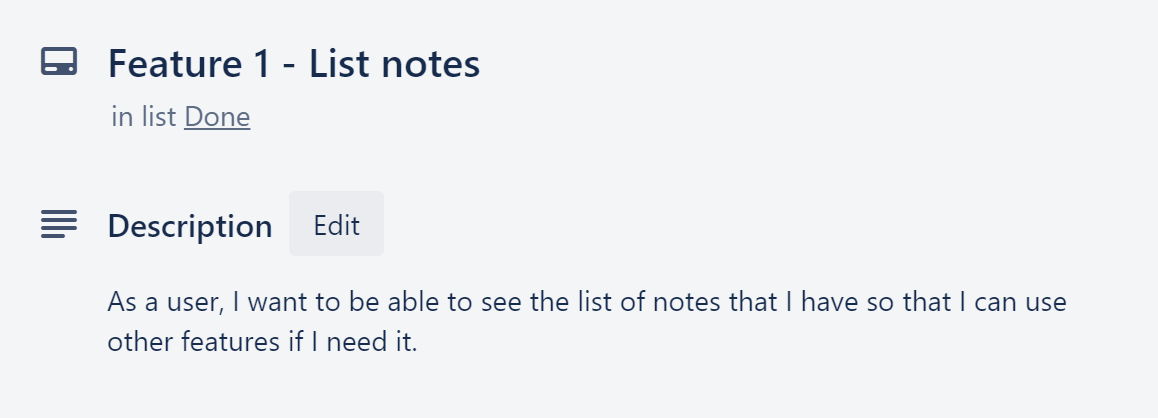 Feature 1 - List notes
in list Done
Description Edit
As a user, I want to be able to see the list of notes that I have so that I can use
other features if I need it.